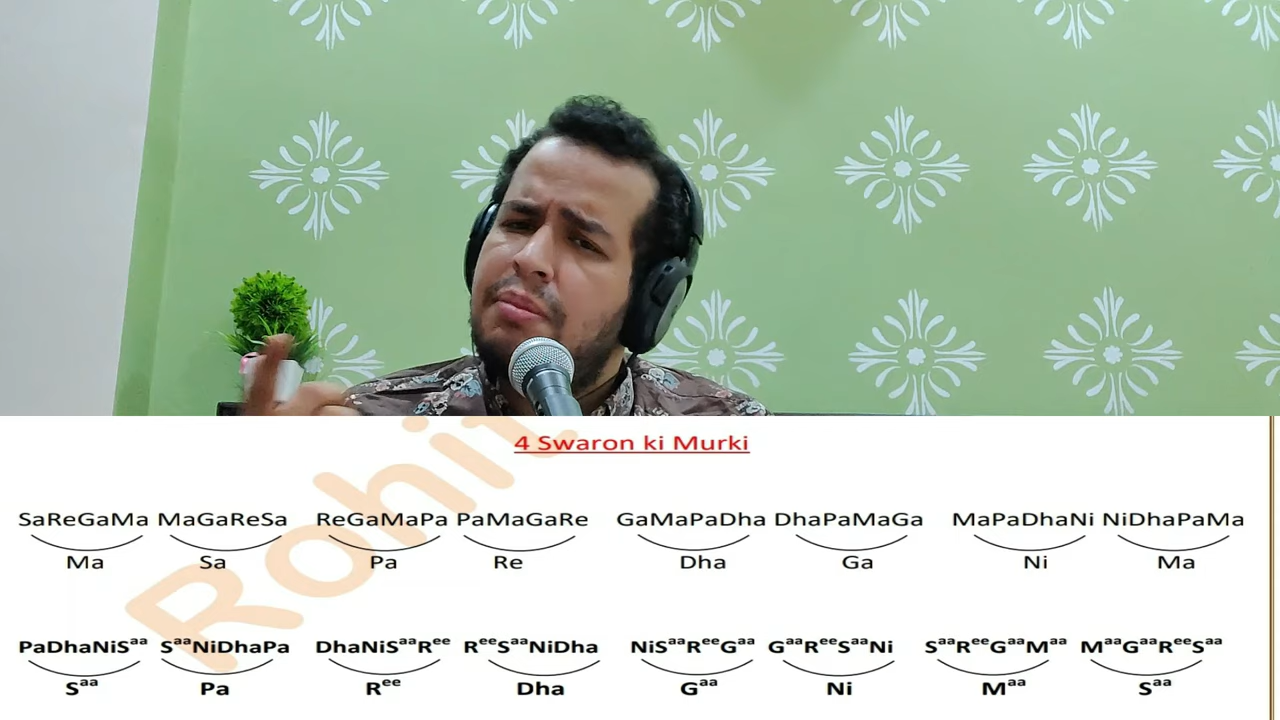 4 Swaron ki Murki
SaReGaMa MaGaReSa ReGaMaPa PaMaGaRe GaMaPaDha DhaPaMaGa MaPaDhaNi NiDhaPaMa
Ma Sa Pa Re Dha Ga Ni Ma
PaDhaNiSᵃᵃ SᵃᵃNiDhaPa DhaNiSᵃᵃRᵉᵉ RᵉᵉSᵃᵃNiDha NiSᵃᵃRᵉᵉGᵃᵃ GᵃᵃRᵉᵉSᵃᵃNi SᵃᵃRᵉᵉGᵃᵃMᵃᵃ MᵃᵃGᵃᵃRᵉᵉSᵃᵃ
Sᵃᵃ Pa Rᵉᵉ Dha Gᵃᵃ Ni Mᵃᵃ Sᵃᵃ
Rohit